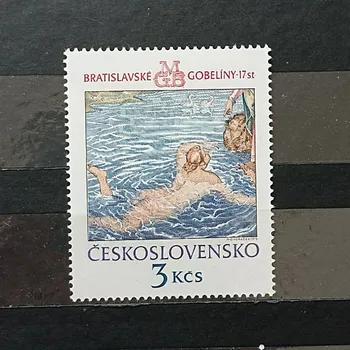 MGB
BRATISLAVSKÉ GOBELÍNY·17st
ČESKOSLOVENSKO
3 Kčs